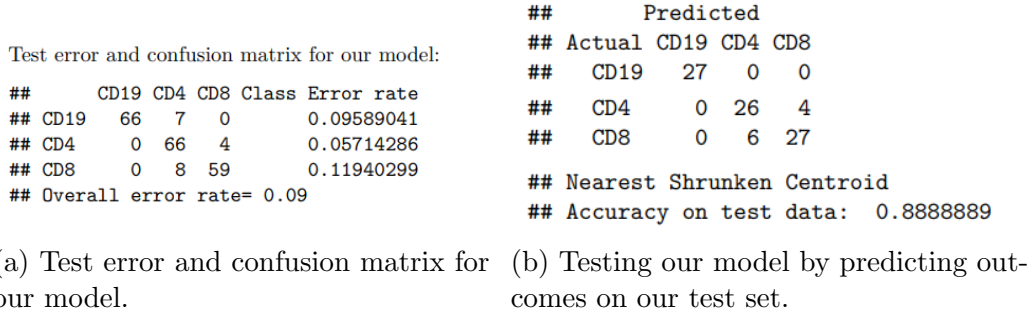 Test error and confusion matrix for our model:
##       CD19 CD4 CD8 Class Error rate
## CD19    66   7   0       0.09589041
## CD4      0  66   4       0.05714286
## CD8      0   8  59       0.11940299
## Overall error rate= 0.09
(a) Test error and confusion matrix for
our model.
##       Predicted
## Actual CD19 CD4 CD8
##   CD19   27   0   0
##   CD4     0  26   4
##   CD8     0   6  27
## Nearest Shrunken Centroid
## Accuracy on test data:  0.8888889
(b) Testing our model by predicting out-
comes on our test set.